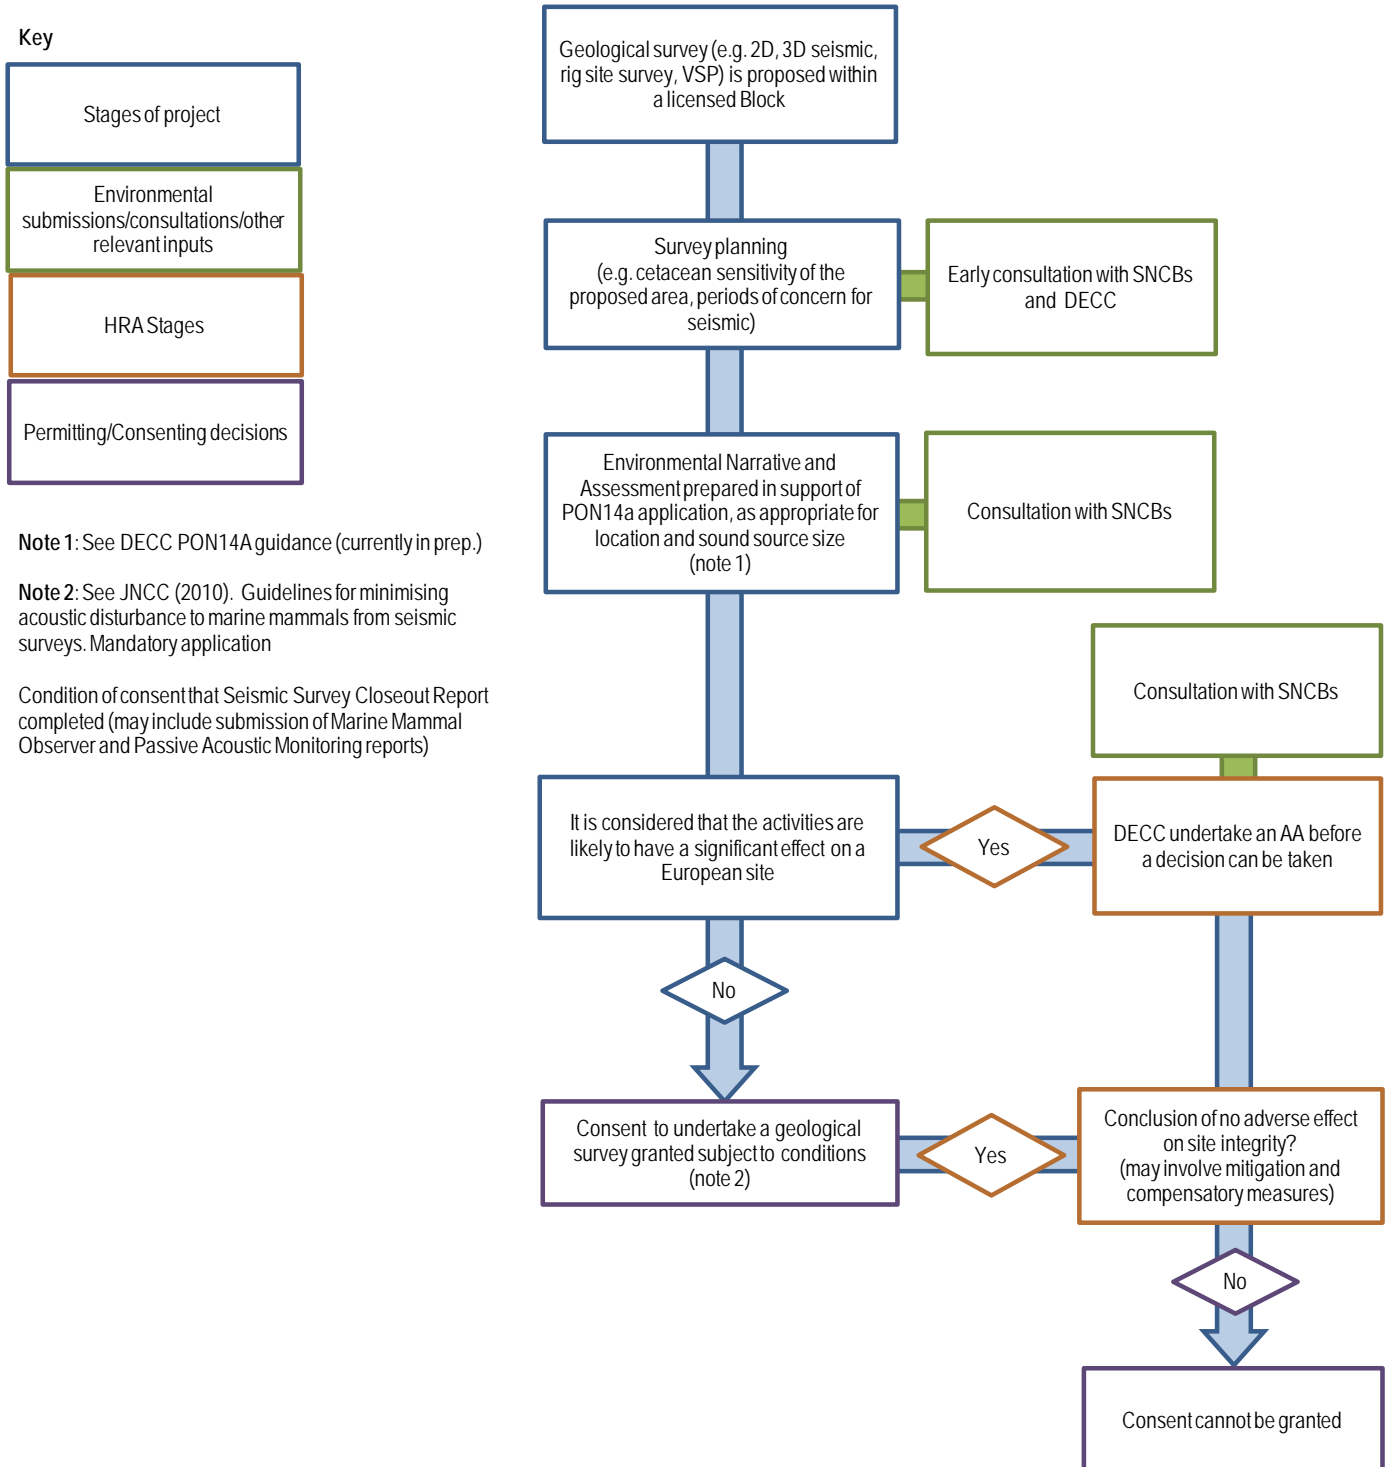 Key
Stages of project
Environmental
submissions/consultations/other
relevant inputs
HRA Stages
Permitting/Consenting decisions
Note 1: See DECC PON14A guidance (currently in prep.)
Note 2: See JNCC (2010). Guidelines for minimising
acoustic disturbance to marine mammals from seismic
surveys. Mandatory application
Condition of consent that Seismic Survey Closeout Report
completed (may include submission of Marine Mammal
Observer and Passive Acoustic Monitoring reports)
Geological survey (e.g. 2D, 3D seismic,
rig site survey, VSP) is proposed within
a licensed Block
Survey planning
(e.g. cetacean sensitivity of the
proposed area, periods of concern for
seismic)
Early consultation with SNCBs
and DECC
Environmental Narrative and
Assessment prepared in support of
PON14a application, as appropriate for
location and sound source size
(note 1)
Consultation with SNCBs
Consultation with SNCBs
It is considered that the activities are
likely to have a significant effect on a
European site
Yes
DECC undertake an AA before
a decision can be taken
No
Consent to undertake a geological
survey granted subject to conditions
(note 2)
Yes
Conclusion of no adverse effect
on site integrity?
(may involve mitigation and
compensatory measures)
No
Consent cannot be granted